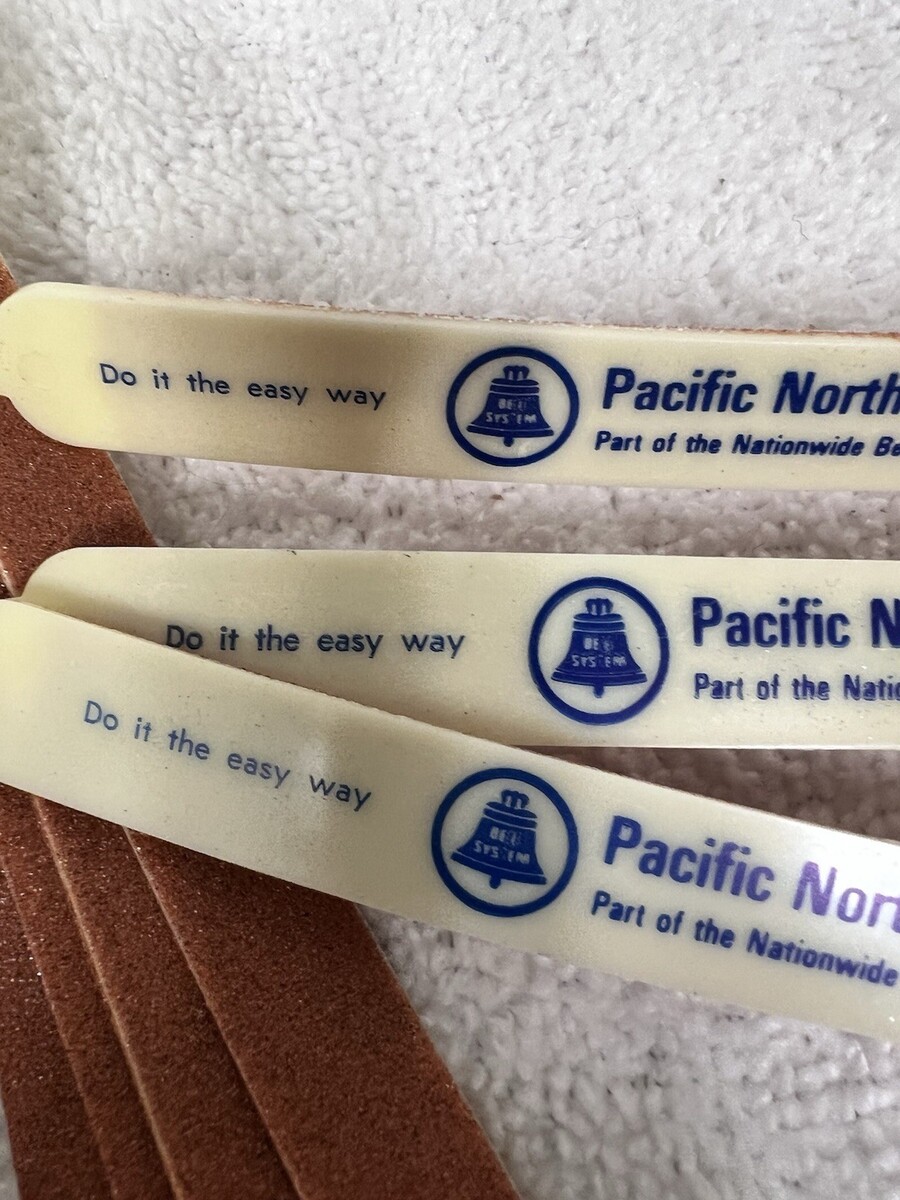 Do it the easy way
BELL
SYSTEM
Pacific North
Part of the Nationwide Be
Do it the easy way
BELL
SYSTEM
Pacific N
Part of the Natio
Do it the easy way
BELL
SYSTEM
Pacific Nort
Part of the Nationwide